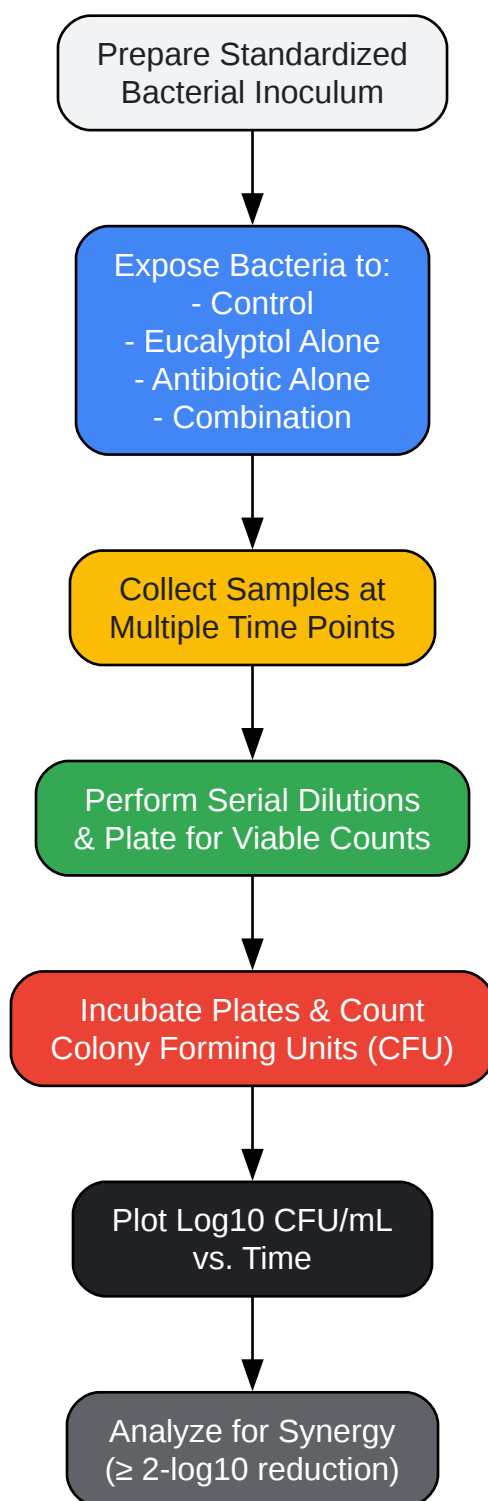 Prepare Standardized
Bacterial Inoculum
Expose Bacteria to:
- Control
- Eucalyptol Alone
- Antibiotic Alone
- Combination
Collect Samples at
Multiple Time Points
Perform Serial Dilutions
& Plate for Viable Counts
Incubate Plates & Count
Colony Forming Units (CFU)
Plot Log10 CFU/mL
vs. Time
Analyze for Synergy
(≥ 2-log10 reduction)